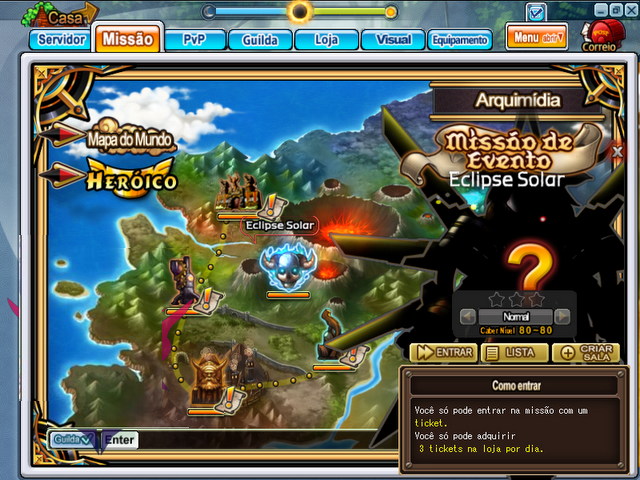 Casa
Servidor
Missão
PvP
Guilda
Loja
Visual
Equipamento
Menu abrir▼
Correio
Arquimídia
Mapa do Mundo
HERÓICO
Missão de
Evento
Eclipse Solar
Eclipse Solar
?
Normal
Caber Nível 80~80
ENTRAR
LISTA
CRIAR
SALA
Como entrar
Você só pode entrar na missão com um
ticket.
Você só pode adquirir
3 tickets na loja por dia.
Guilda
Enter